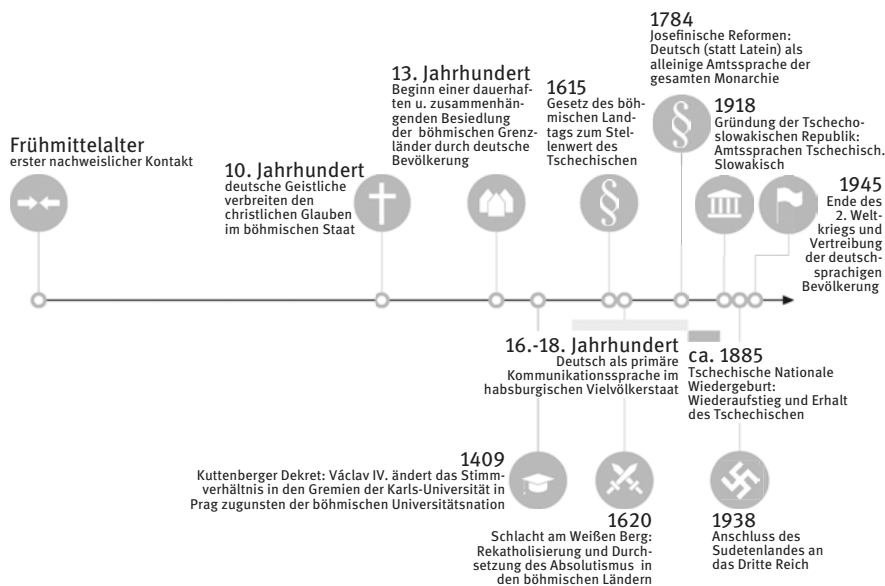 Frühmittelalter
erster nachweislicher Kontakt
10. Jahrhundert
deutsche Geistliche
verbreiten den
christlichen Glauben
im böhmischen Staat
13. Jahrhundert
Beginn einer dauerhaf-
ten u. zusammenhän-
genden Besiedlung
der böhmischen Grenz-
länder durch deutsche
Bevölkerung
1615
Gesetz des böh-
mischen Land-
tags zum Stel-
lenwert des
Tschechischen
1784
Josefinische Reformen:
Deutsch (statt Latein) als
alleinige Amtssprache der
gesamten Monarchie
§
§
1918
Gründung der Tschecho-
slowakischen Republik:
Amtssprachen Tschechisch.
Slowakisch
1945
Ende des
2. Welt-
kriegs und
Vertreibung
der deutsch-
sprachigen
Bevölkerung
16.-18. Jahrhundert
Deutsch als primäre
Kommunikationssprache im
habsburgischen Vielvölkerstaat
ca. 1885
Tschechische Nationale
Wiedergeburt:
Wiederaufstieg und Erhalt
des Tschechischen
1409
Kuttenberger Dekret: Václav IV. ändert das Stimm-
verhältnis in den Gremien der Karls-Universität in
Prag zugunsten der böhmischen Universitätsnation
1620
Schlacht am Weißen Berg:
Rekatholisierung und Durch-
setzung des Absolutismus in
den böhmischen Ländern
1938
Anschluss des
Sudetenlandes an
das Dritte Reich